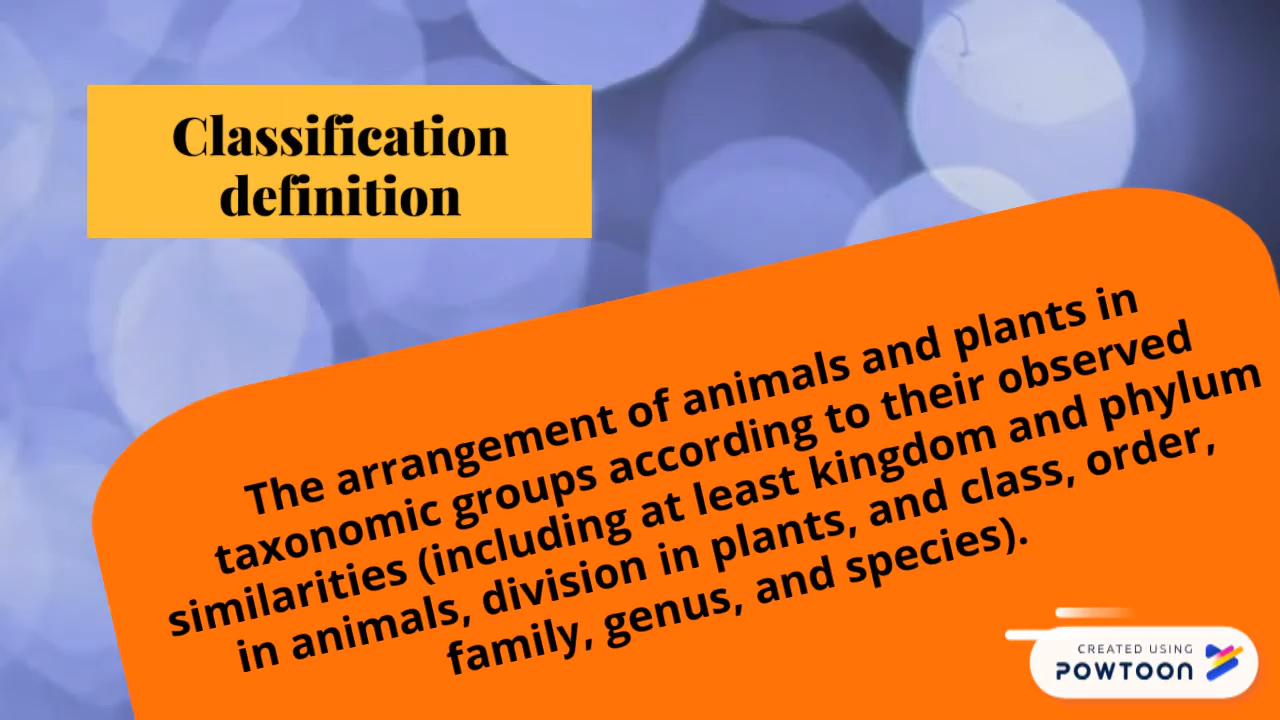 Classification
definition
The arrangement of animals and plants in
taxonomic groups according to their observed
similarities (including at least kingdom and phylum
in animals, division in plants, and class, order,
family, genus, and species).
CREATED USING
POWTOON